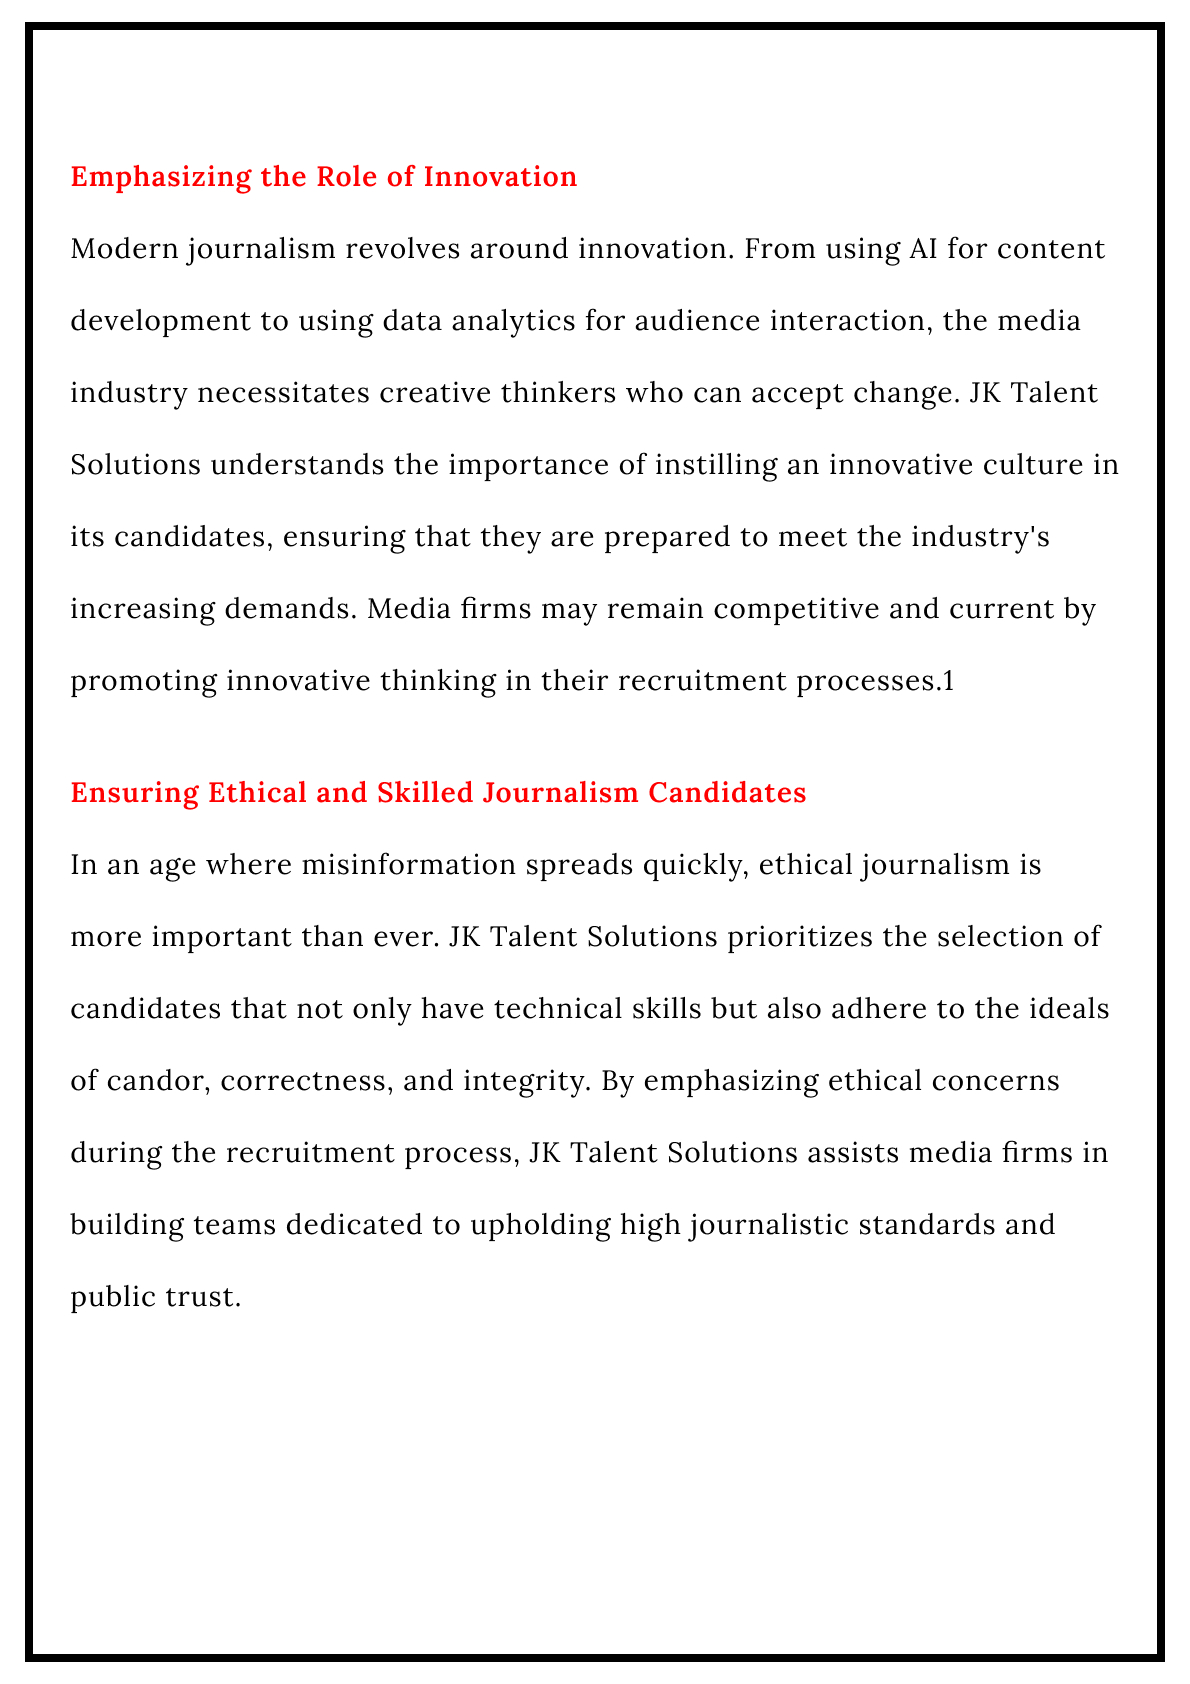 Emphasizing the Role of Innovation
Modern journalism revolves around innovation. From using AI for content
development to using data analytics for audience interaction, the media
industry necessitates creative thinkers who can accept change. JK Talent
Solutions understands the importance of instilling an innovative culture in
its candidates, ensuring that they are prepared to meet the industry's
increasing demands. Media firms may remain competitive and current by
promoting innovative thinking in their recruitment processes.1
Ensuring Ethical and Skilled Journalism Candidates
In an age where misinformation spreads quickly, ethical journalism is
more important than ever. JK Talent Solutions prioritizes the selection of
candidates that not only have technical skills but also adhere to the ideals
of candor, correctness, and integrity. By emphasizing ethical concerns
during the recruitment process, JK Talent Solutions assists media firms in
building teams dedicated to upholding high journalistic standards and
public trust.